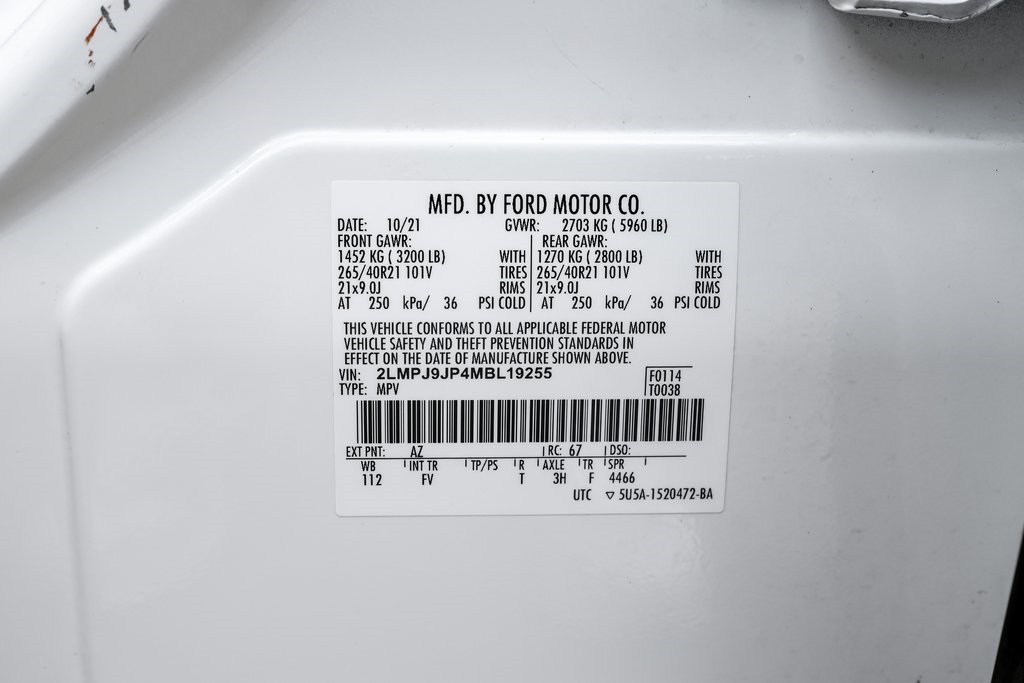 MFD. BY FORD MOTOR CO.
DATE: 10/21 GVWR: 2703 KG ( 5960 LB)
FRONT GAWR: REAR GAWR:
1452 KG ( 3200 LB) WITH 1270 KG ( 2800 LB) WITH
265/40R21 101V TIRES 265/40R21 101V TIRES
21x9.0J RIMS 21x9.0J RIMS
AT 250 kPa/ 36 PSI COLD AT 250 kPa/ 36 PSI COLD
THIS VEHICLE CONFORMS TO ALL APPLICABLE FEDERAL MOTOR
VEHICLE SAFETY AND THEFT PREVENTION STANDARDS IN
EFFECT ON THE DATE OF MANUFACTURE SHOWN ABOVE.
VIN: 2LMPJ9JP4MBL19255 F0114
TYPE: MPV T0038
EXT PNT: AZ RC: 67 DSO:
WB INT TR TP/PS R AXLE TR SPR
112 FV T 3H F 4466
UTC ▽ 5U5A-1520472-BA